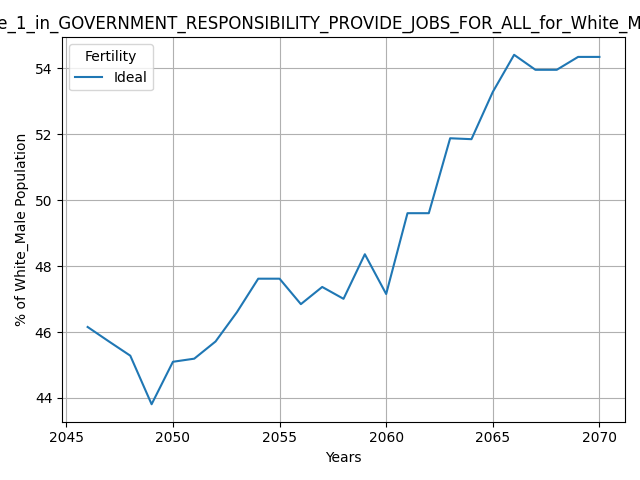 e_1_in_GOVERNMENT_RESPONSIBILITY_PROVIDE_JOBS_FOR_ALL_for_White_M
Fertility
Ideal
54
52
50
48
46
44
% of White_Male Population
2045 2050 2055 2060 2065 2070
Years